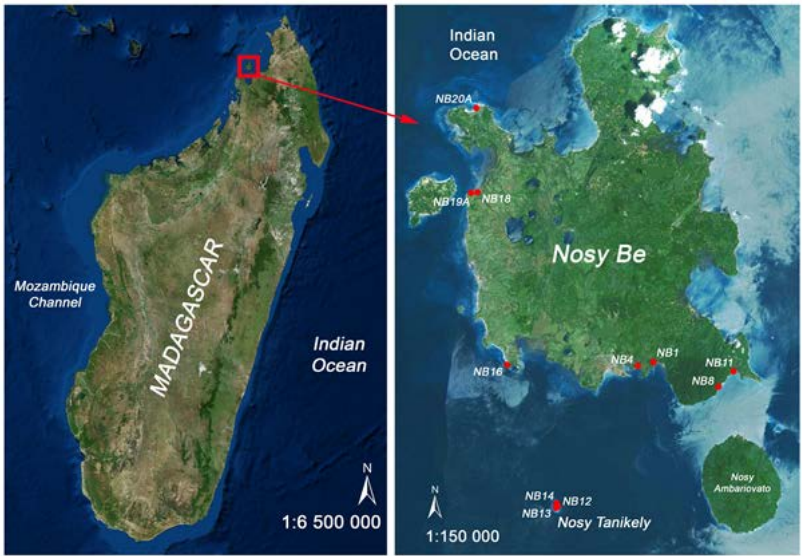 MADAGASCAR
Mozambique
Channel
Indian
Ocean
N
1:6 500 000
Indian
Ocean
NB20A
NB19A
NB18
Nosy Be
NB16
NB4
NB1
NB11
NB8
Nosy
Ambariovato
NB14
NB12
NB13
Nosy Tanikely
N
1:150 000